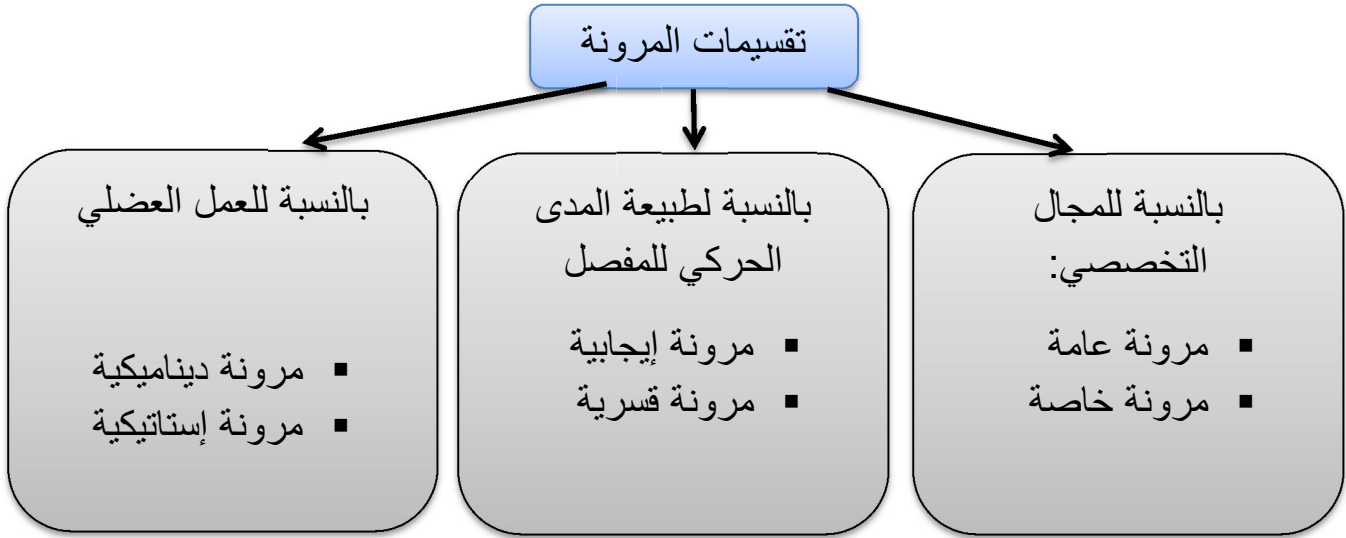 تقسيمات المرونة
بالنسبة للمجال
التخصصي:
▪ مرونة عامة
▪ مرونة خاصة
بالنسبة لطبيعة المدى
الحركي للمفصل
▪ مرونة إيجابية
▪ مرونة قسرية
بالنسبة للعمل العضلي
▪ مرونة ديناميكية
▪ مرونة إستاتيكية